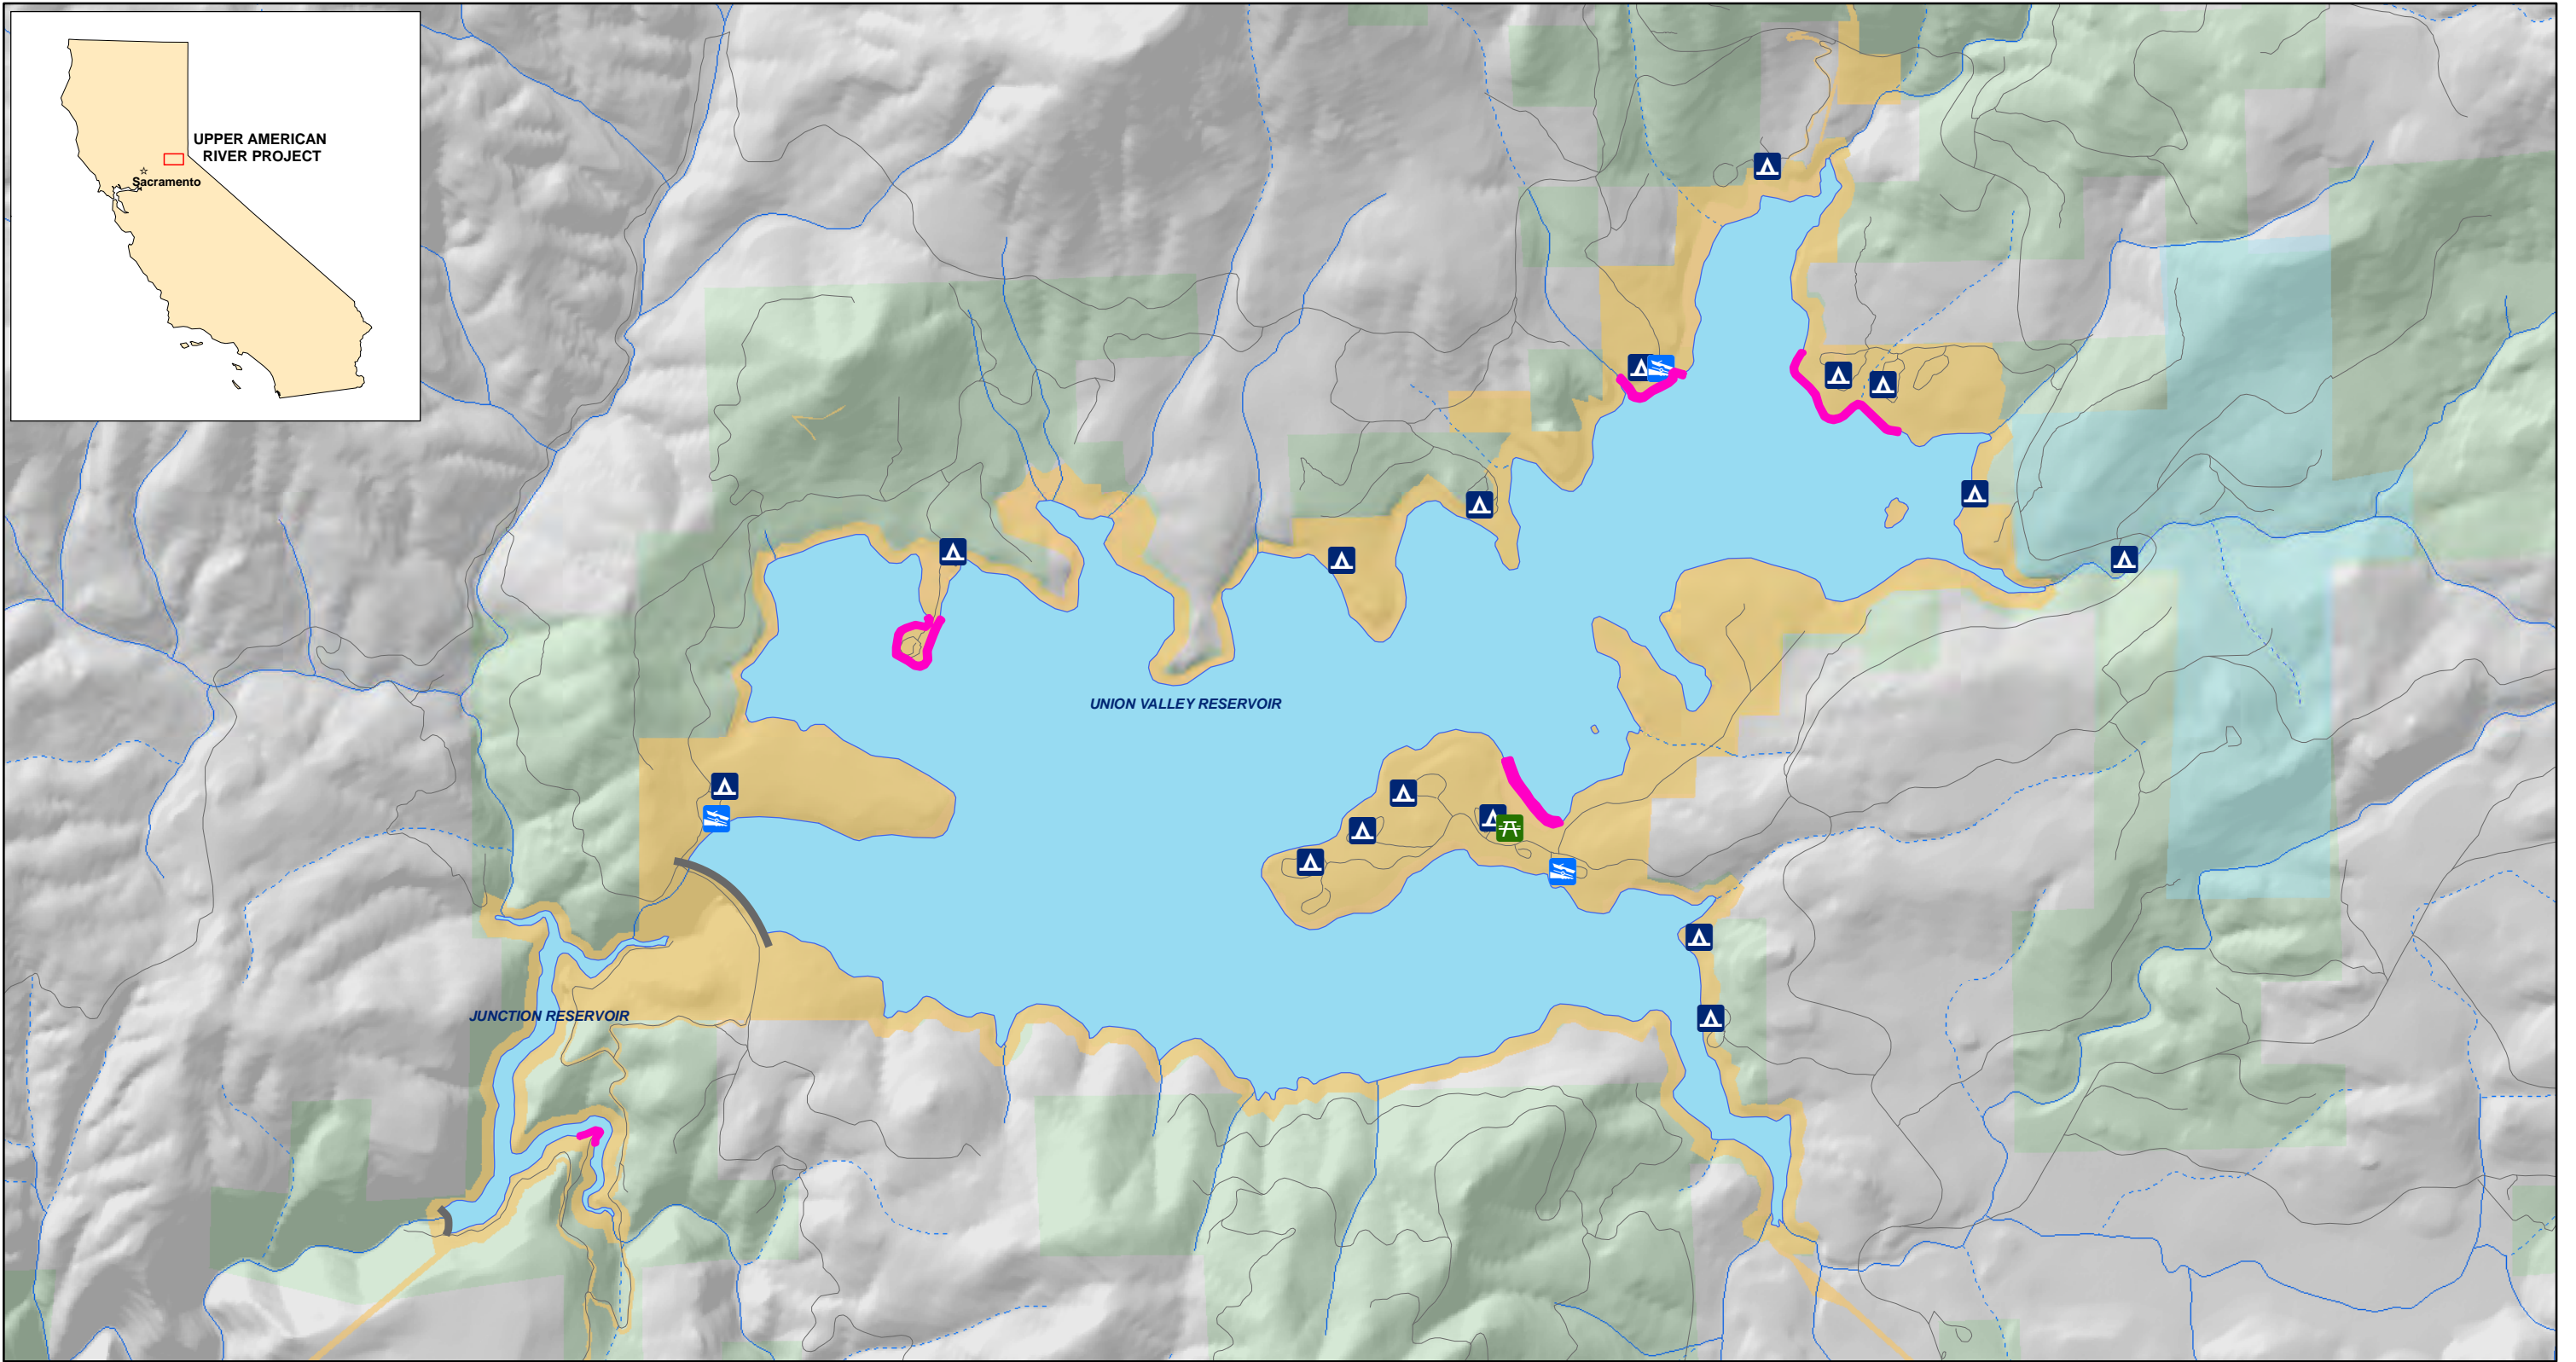 UPPER AMERICAN
RIVER PROJECT
Sacramento
UNION VALLEY RESERVOIR
JUNCTION RESERVOIR